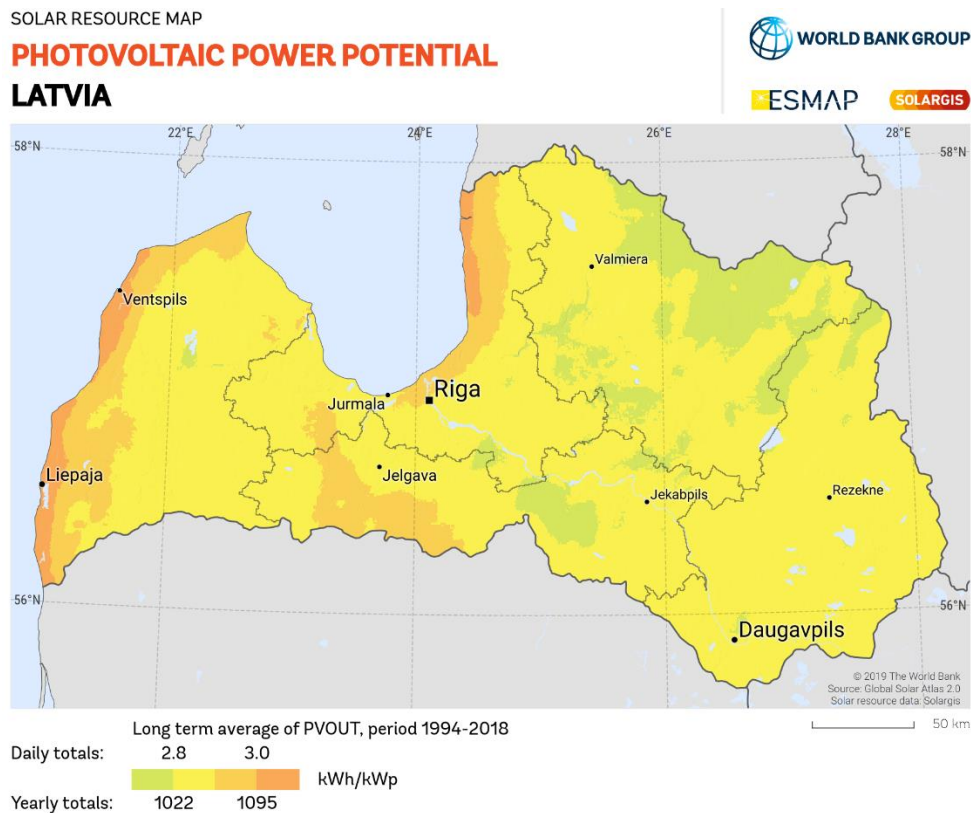 SOLAR RESOURCE MAP
PHOTOVOLTAIC POWER POTENTIAL
LATVIA
WORLD BANK GROUP
ESMAP
SOLARGIS
22°E
24°E
26°E
28°E
58°N
58°N
Valmiera
Ventspils
Riga
Jurmala
Liepaja
Jelgava
Jekabpils
Rezekne
56°N
56°N
Daugavpils
© 2019 The World Bank
Source: Global Solar Atlas 2.0
Solar resource data: Solargis
50 km
Long term average of PVOUT, period 1994-2018
Daily totals: 2.8 3.0
kWh/kWp
Yearly totals: 1022 1095